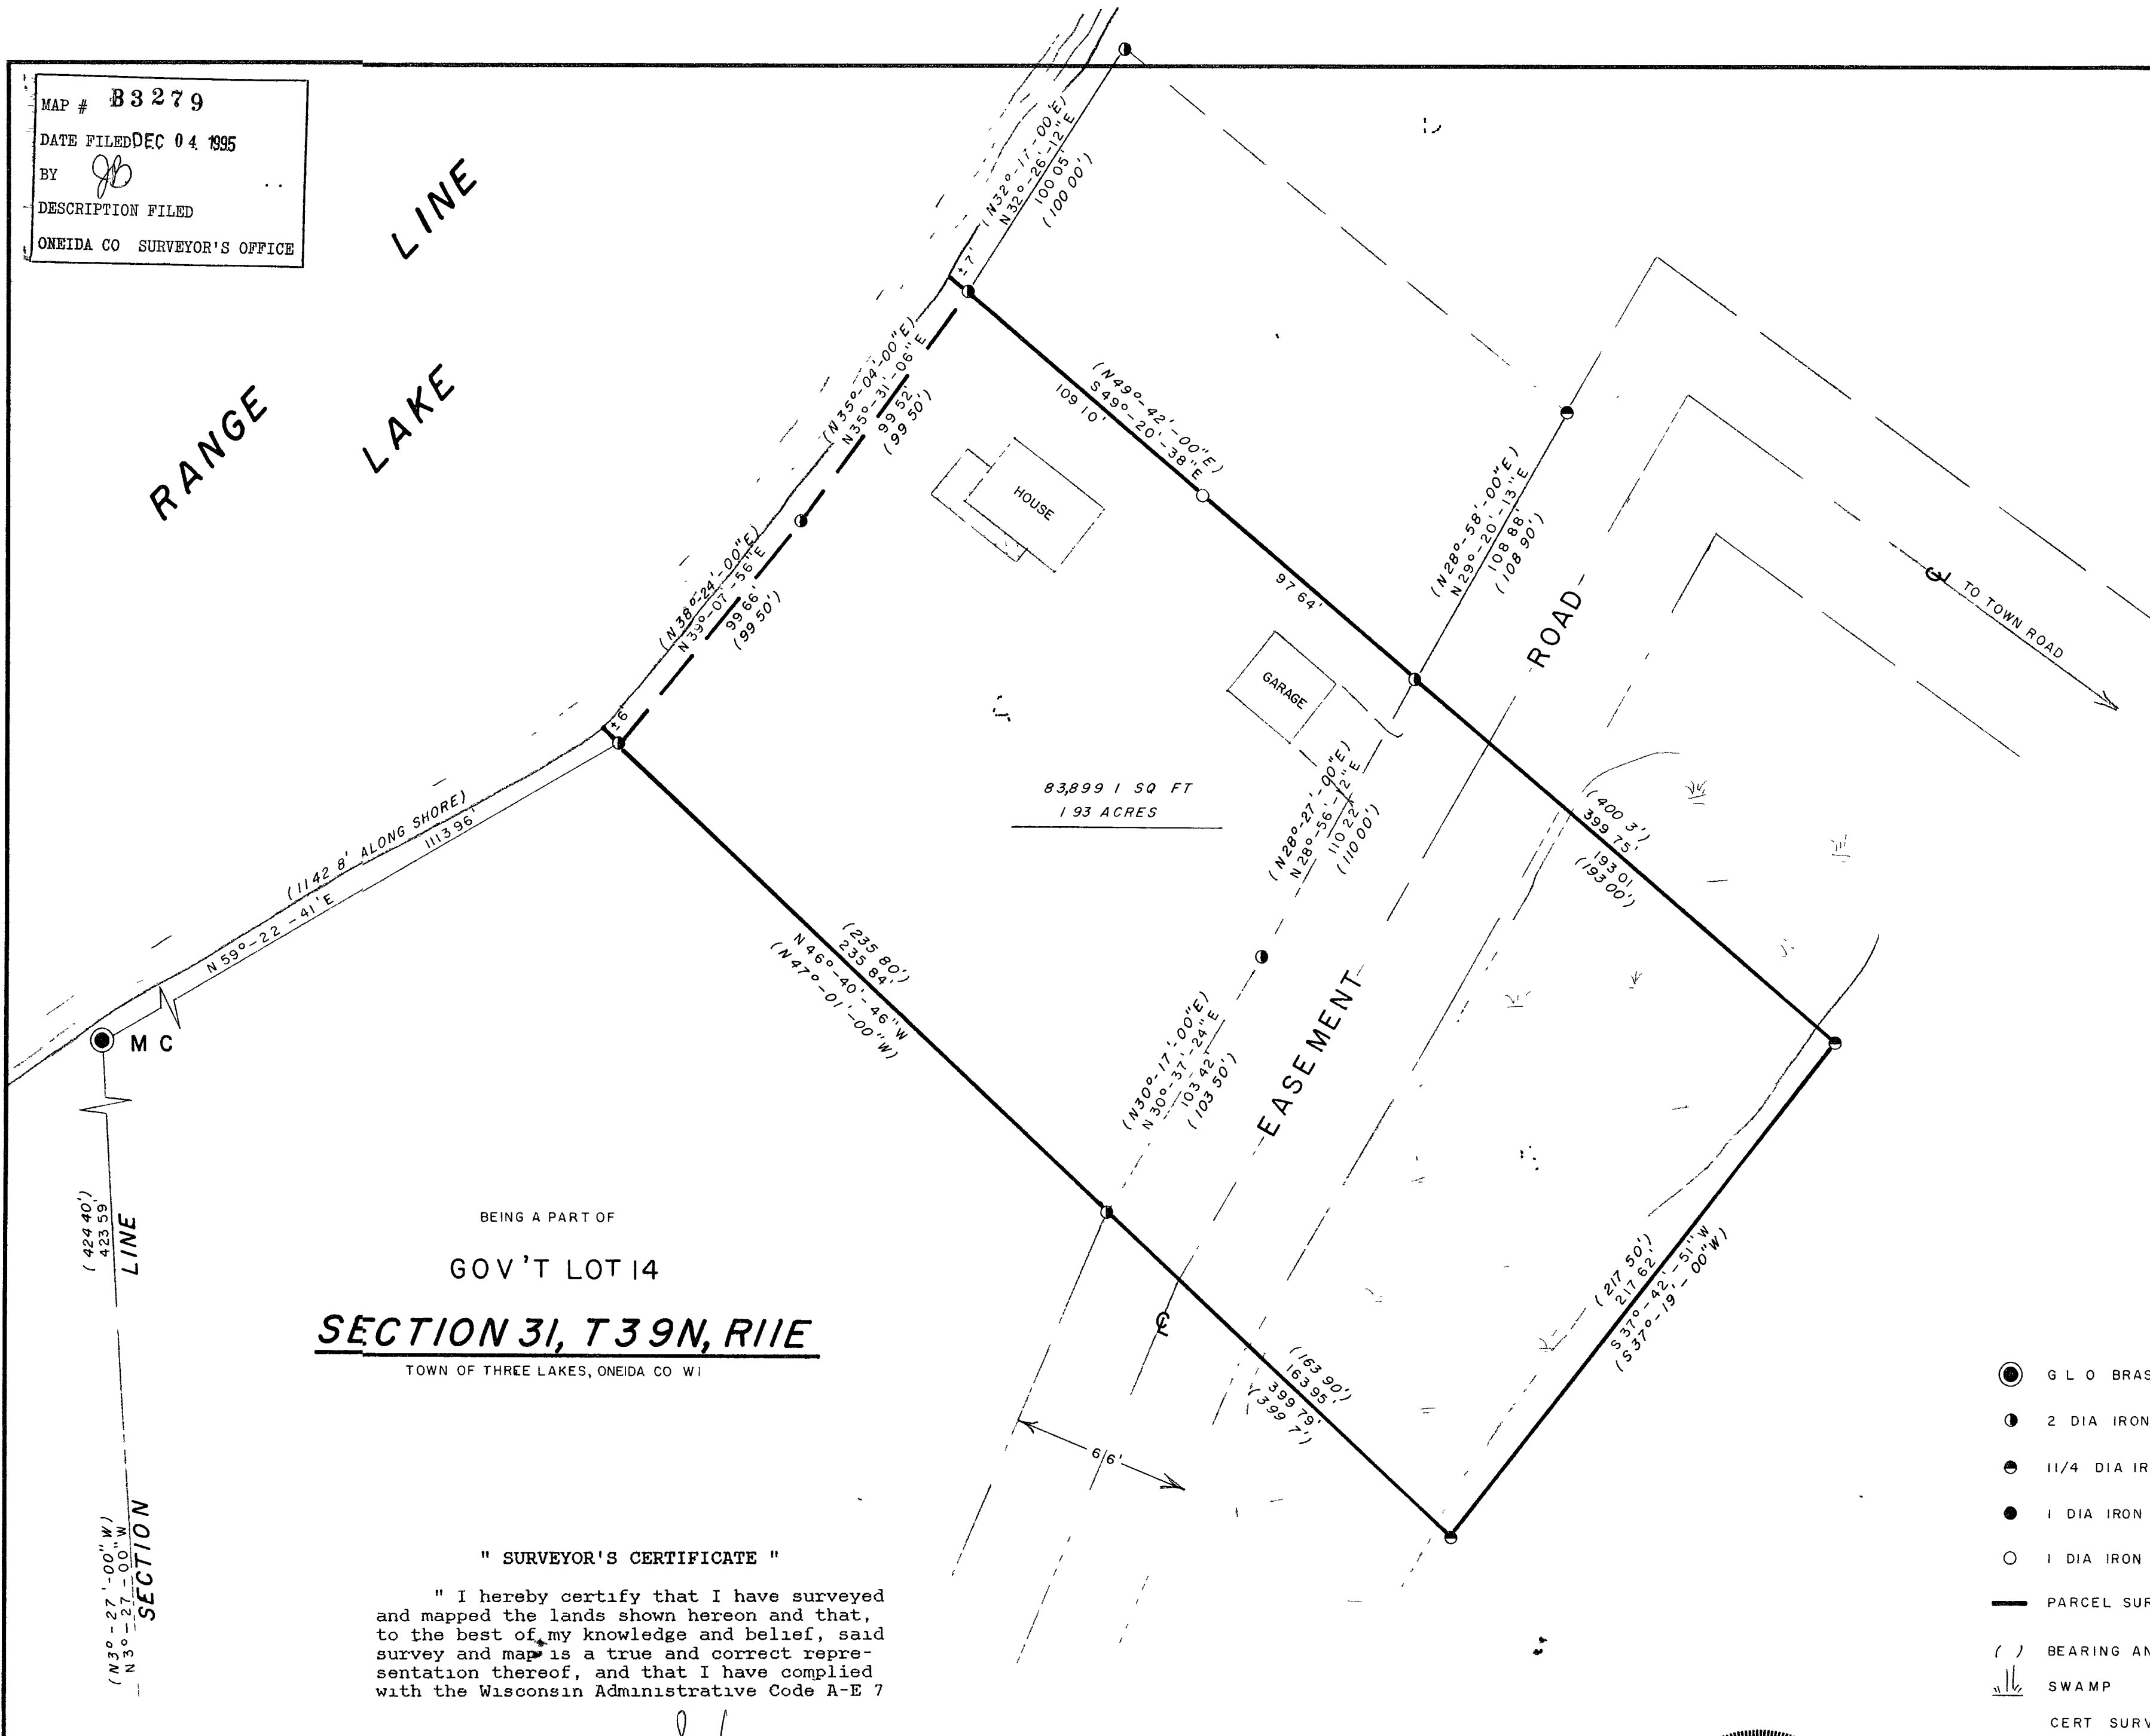 MAP # B3279
DATE FILED DEC 04 1995
BY JB
DESCRIPTION FILED
ONEIDA CO SURVEYOR'S OFFICE
RANGE LINE
LAKE
(N32°-17'-00"E)
N32°-26'-12"E
100 05'
(100 00')
±7'
(N35°-04'-00"E)
N35°-31'-06"E
99 52'
(99 50')
(N49°-42'-00"E)
S49°-20'-38"E
109 10'
HOUSE
97 64'
(N38°-24'-00"E)
N39°-07'-56"E
99 66'
(99 50')
±6'
(N28°-58'-00"E)
N29°-20'-13"E
108 88'
(108 90')
ROAD
℄ TO TOWN ROAD
GARAGE
83,899 1 SQ FT
1 93 ACRES
(N28°-27'-00"E)
N28°-56'-12"E
110 22'
(110 00')
(400 3')
399 75'
193 01
(193 00')
(1142 8' ALONG SHORE)
1113 96'
N 59°-22 -41'E
M C
(235 80')
235 84'
N 46°-40'-46"W
(N47°-01'-00"W)
(N30°-17'-00"E)
N 30°-37'-24"E
103 42'
(103 50')
EASEMENT
(424 40')
423 59'
LINE
BEING A PART OF
GOV'T LOT 14
SECTION 31, T39N, R11E
TOWN OF THREE LAKES, ONEIDA CO WI
℄
(163 90')
163 95'
399 79'
(399 7')
66'
(217 50')
217 62'
S 37°-42'-51"W
(S37°-19'-00"W)
(N3°-27'-00"W)
N3°-27'-00"W
SECTION
" SURVEYOR'S CERTIFICATE "
" I hereby certify that I have surveyed
and mapped the lands shown hereon and that,
to the best of my knowledge and belief, said
survey and map is a true and correct repre-
sentation thereof, and that I have complied
with the Wisconsin Administrative Code A-E 7
G L O BRAS
2 DIA IRON
1 1/4 DIA IR
1 DIA IRON
1 DIA IRON
PARCEL SUR
( ) BEARING AN
SWAMP
CERT SURV